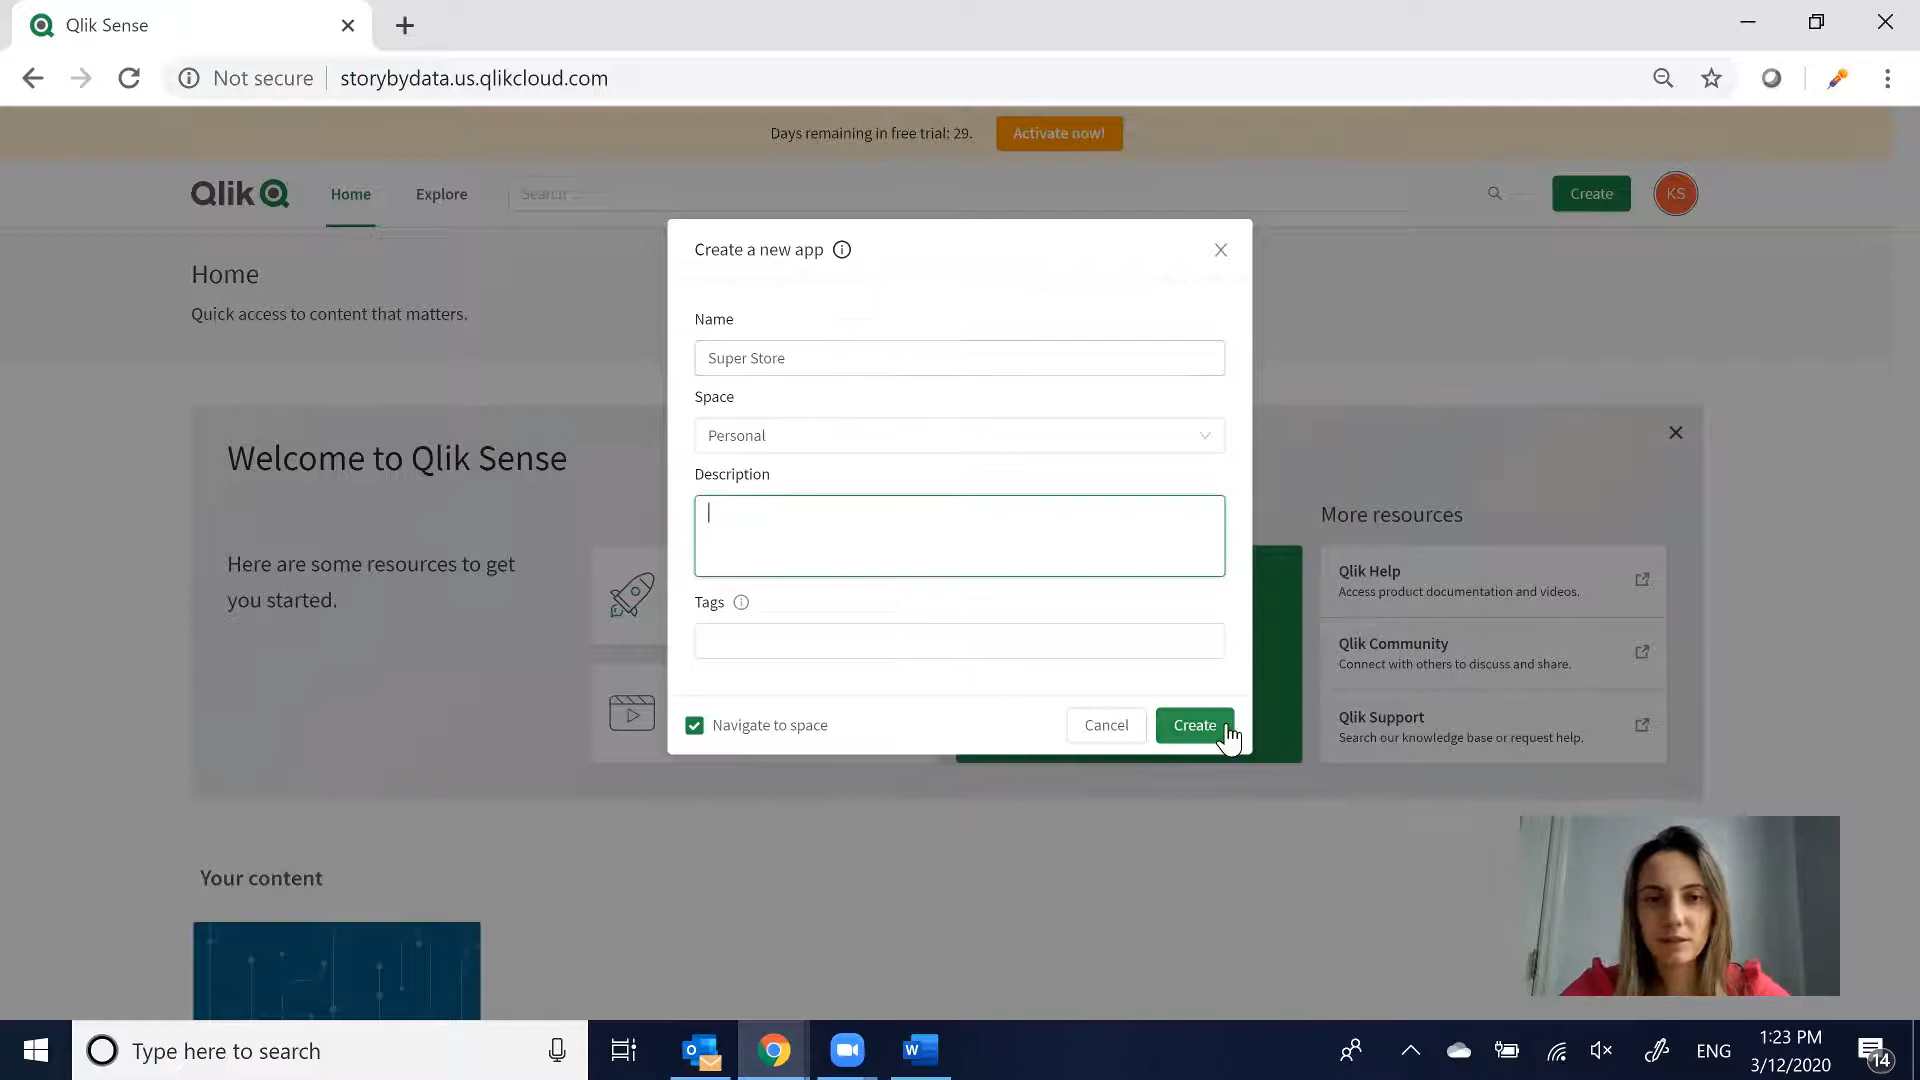 Qlik Sense
Not secure
storybydata.us.qlikcloud.com
Days remaining in free trial: 29.
Activate now!
Qlik
Home
Explore
Search
Create
KS
Home
Quick access to content that matters.
Create a new app
Name
Super Store
Space
Personal
Description
Tags
Navigate to space
Cancel
Create
Welcome to Qlik Sense
Here are some resources to get
you started.
More resources
Qlik Help
Access product documentation and videos.
Qlik Community
Connect with others to discuss and share.
Qlik Support
Search our knowledge base or request help.
Your content
Type here to search
ENG
1:23 PM
3/12/2020
14